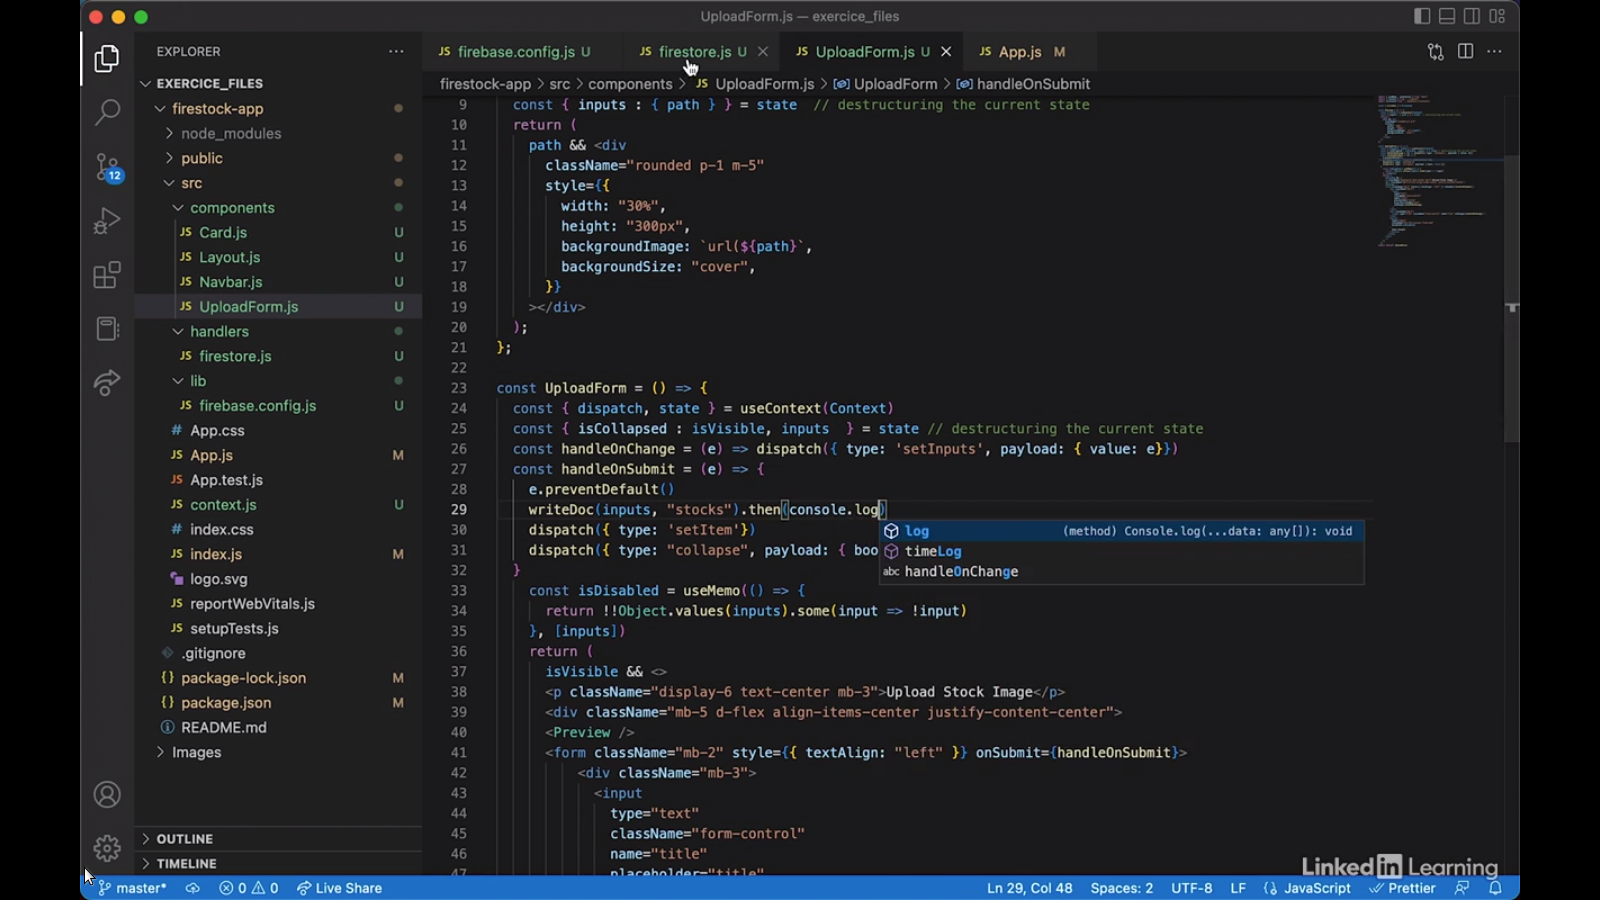 UploadForm.js — exercice_files
EXPLORER
firebase.config.js U
firestore.js U
UploadForm.js U
App.js M
EXERCICE_FILES
firestock-app > src > components > JS UploadForm.js > UploadForm > handleOnSubmit
firestock-app
node_modules
public
src
components
JS Card.js U
JS Layout.js U
JS Navbar.js U
JS UploadForm.js U
handlers
JS firestore.js U
lib
JS firebase.config.js U
# App.css
JS App.js M
JS App.test.js
JS context.js U
# index.css
JS index.js M
logo.svg
JS reportWebVitals.js
JS setupTests.js
.gitignore
{} package-lock.json M
{} package.json M
README.md
Images
OUTLINE
TIMELINE
12
9 const { inputs : { path } } = state // destructuring the current state
10 return (
11 path && <div
12 className="rounded p-1 m-5"
13 style={{
14 width: "30%",
15 height: "300px",
16 backgroundImage: `url(${path}`,
17 backgroundSize: "cover",
18 }}
19 ></div>
20 );
21 };
22
23 const UploadForm = () => {
24 const { dispatch, state } = useContext(Context)
25 const { isCollapsed : isVisible, inputs } = state // destructuring the current state
26 const handleOnChange = (e) => dispatch({ type: 'setInputs', payload: { value: e}})
27 const handleOnSubmit = (e) => {
28 e.preventDefault()
29 writeDoc(inputs, "stocks").then(console.log)
30 dispatch({ type: 'setItem'})
31 dispatch({ type: "collapse", payload: { boo
log (method) Console.log(...data: any[]): void
timeLog
abc handleOnChange
32 }
33 const isDisabled = useMemo(() => {
34 return !!Object.values(inputs).some(input => !input)
35 }, [inputs])
36 return (
37 isVisible && <>
38 <p className="display-6 text-center mb-3">Upload Stock Image</p>
39 <div className="mb-5 d-flex align-items-center justify-content-center">
40 <Preview />
41 <form className="mb-2" style={{ textAlign: "left" }} onSubmit={handleOnSubmit}>
42 <div className="mb-3">
43 <input
44 type="text"
45 className="form-control"
46 name="title"
47 placeholder="title"
LinkedIn Learning
master* 0 0 Live Share
Ln 29, Col 48 Spaces: 2 UTF-8 LF {} JavaScript Prettier